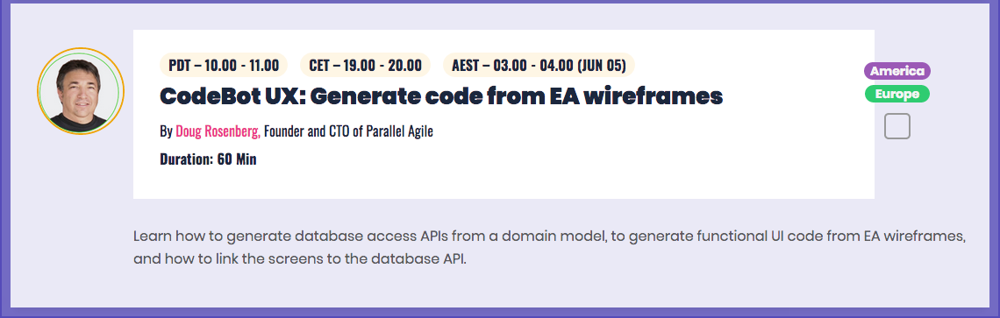 PDT – 10.00 - 11.00 CET – 19.00 - 20.00 AEST – 03.00 - 04.00 (JUN 05)
America
CodeBot UX: Generate code from EA wireframes
Europe
By Doug Rosenberg, Founder and CTO of Parallel Agile
Duration: 60 Min
Learn how to generate database access APIs from a domain model, to generate functional UI code from EA wireframes,
and how to link the screens to the database API.